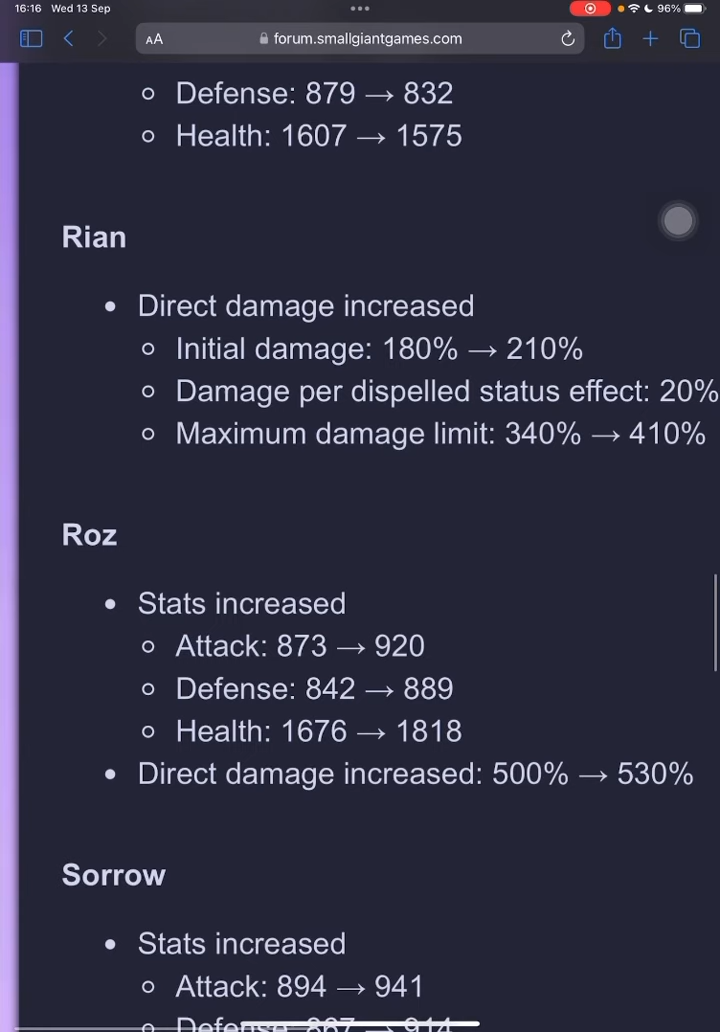 16:16 Wed 13 Sep
96%
AA
forum.smallgiantgames.com
Defense: 879 → 832
Health: 1607 → 1575
Rian
Direct damage increased
Initial damage: 180% → 210%
Damage per dispelled status effect: 20%
Maximum damage limit: 340% → 410%
Roz
Stats increased
Attack: 873 → 920
Defense: 842 → 889
Health: 1676 → 1818
Direct damage increased: 500% → 530%
Sorrow
Stats increased
Attack: 894 → 941
Defense: 867 → 914